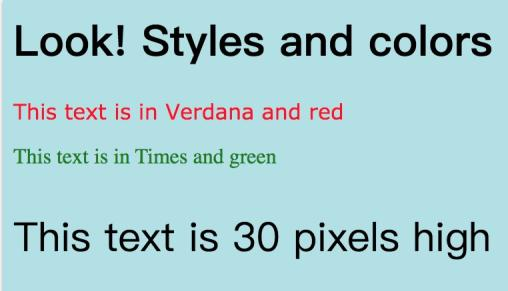 Look! Styles and colors
This text is in Verdana and red
This text is in Times and green
This text is 30 pixels high